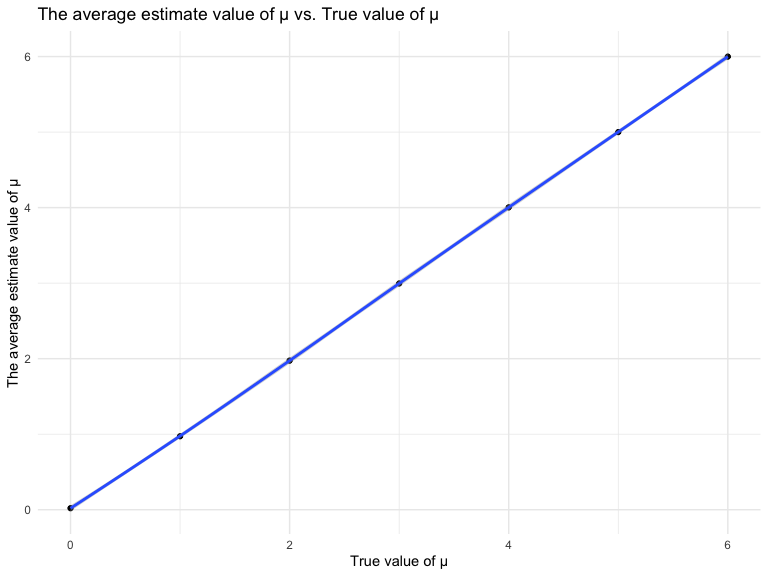 The average estimate value of μ vs. True value of μ
The average estimate value of μ
6
4
2
0
0 2 4 6
True value of μ